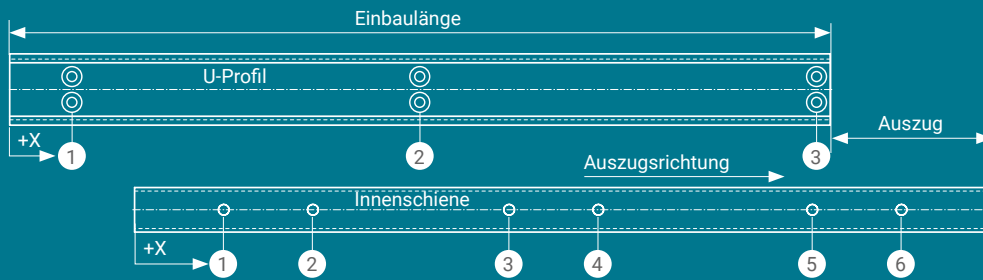 Einbaulänge
U-Profil
+X
1
2
3
Auszug
Auszugsrichtung
Innenschiene
+X
1
2
3
4
5
6